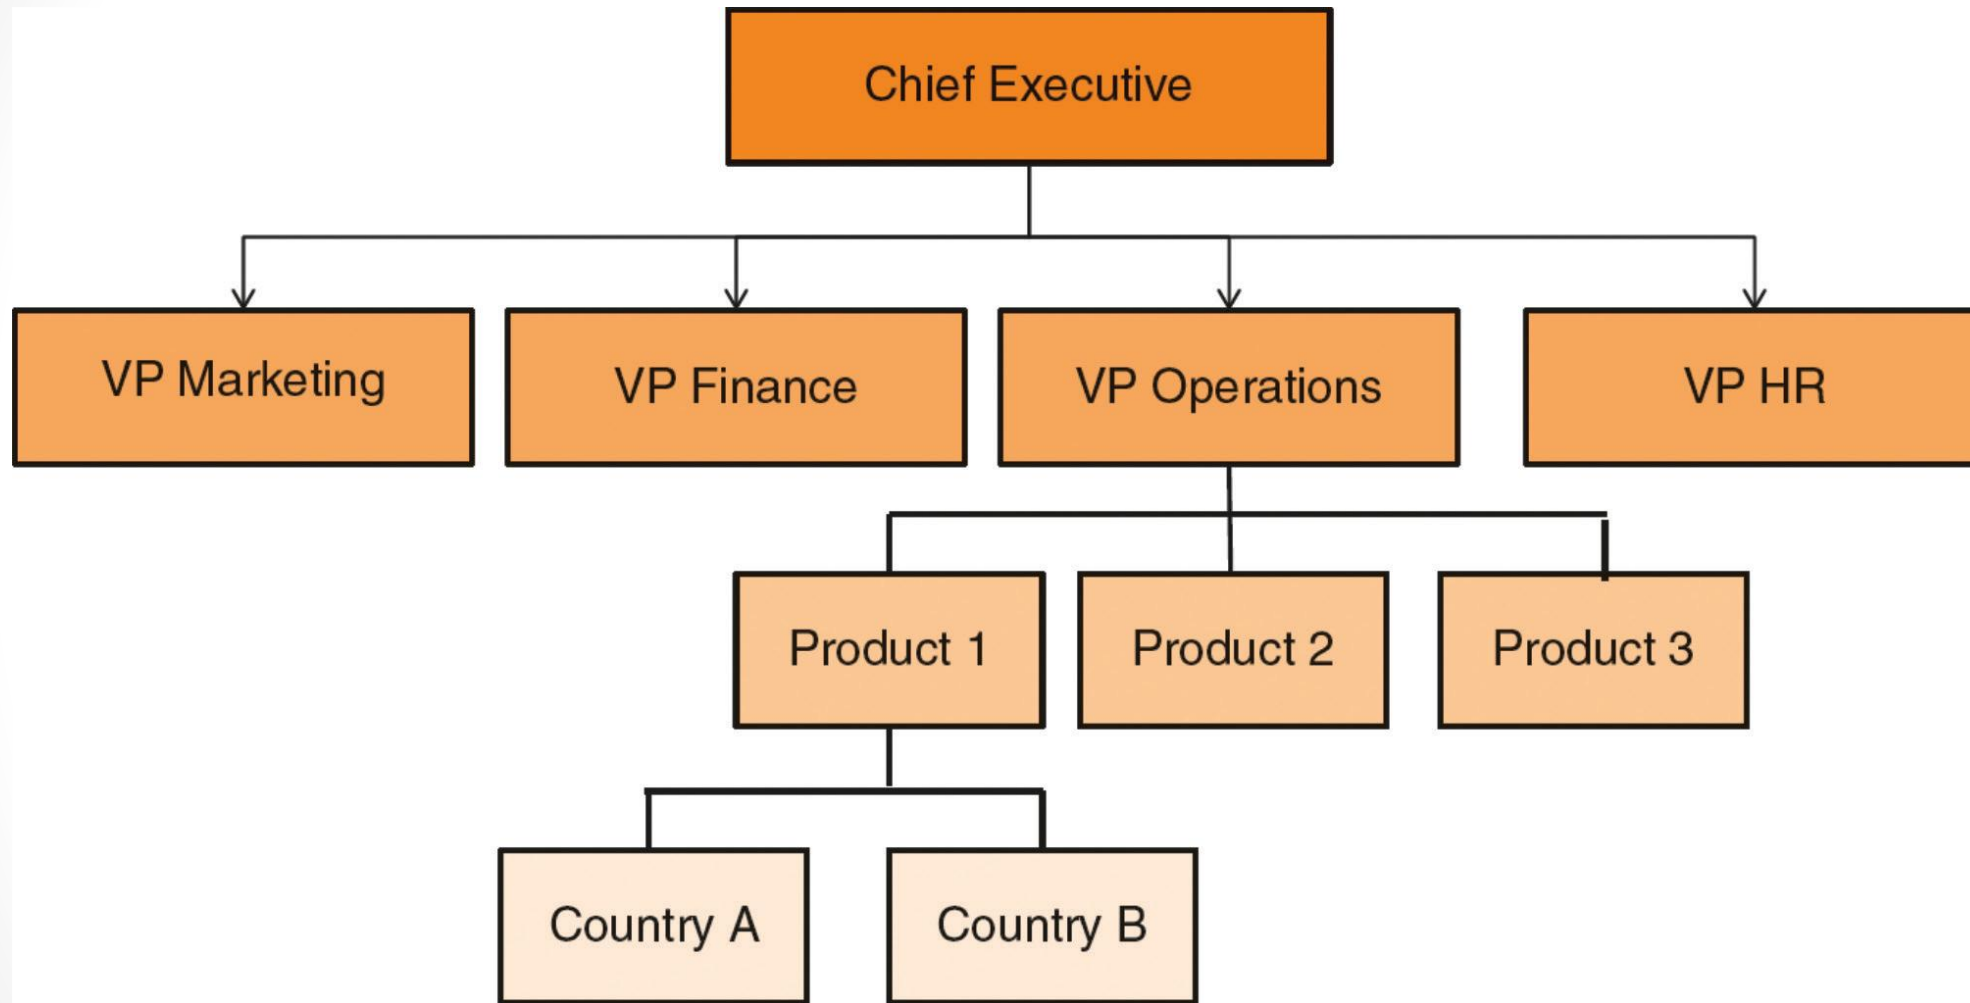 Chief Executive
VP Marketing
VP Finance
VP Operations
VP HR
Product 1
Product 2
Product 3
Country A
Country B